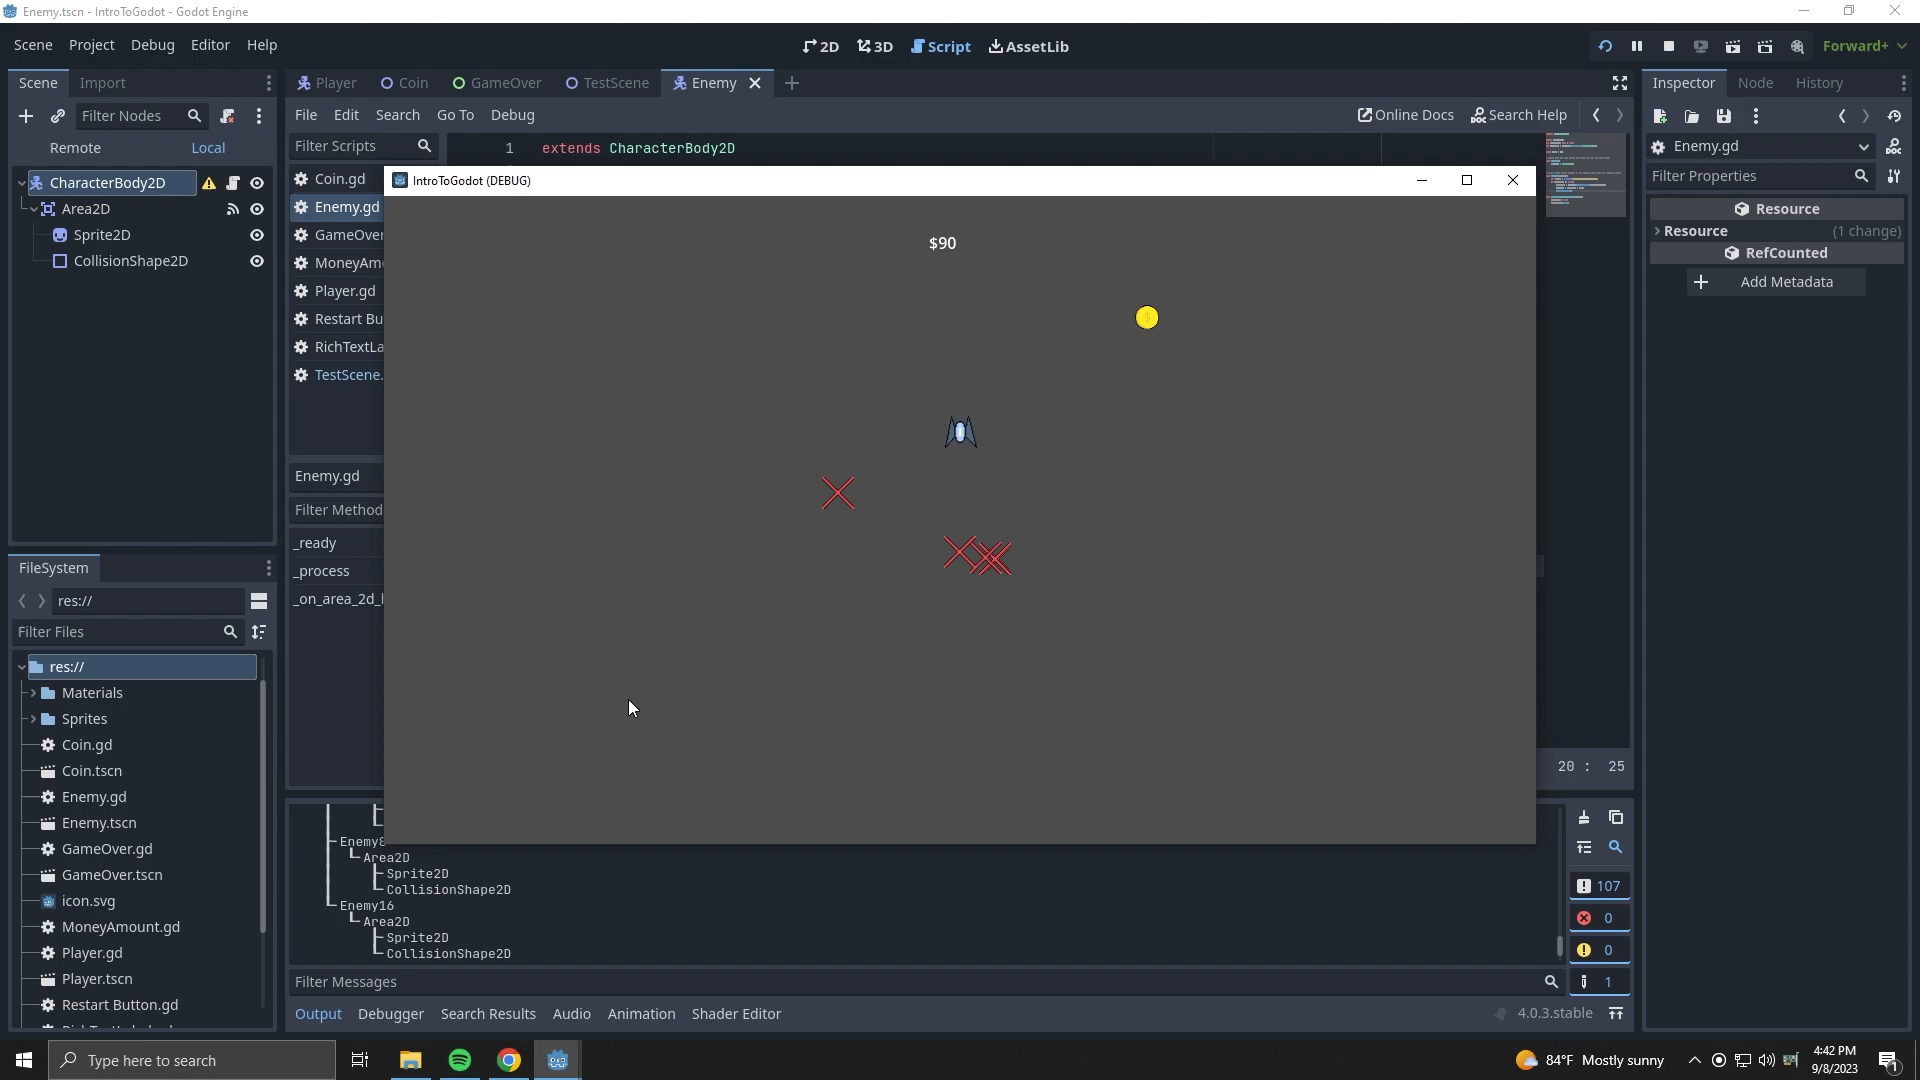 Enemy.tscn - IntroToGodot - Godot Engine
Scene Project Debug Editor Help
2D 3D Script AssetLib
Forward+
Scene Import
Player Coin GameOver TestScene Enemy
Inspector Node History
Filter Nodes
File Edit Search Go To Debug
Online Docs Search Help
Remote Local
Filter Scripts
1 extends CharacterBody2D
Enemy.gd
Filter Properties
CharacterBody2D
Area2D
Sprite2D
CollisionShape2D
Coin.gd
Enemy.gd
GameOver
MoneyAm
Player.gd
Restart Bu
RichTextLa
TestScene.
IntroToGodot (DEBUG)
$90
Resource
Resource (1 change)
RefCounted
Add Metadata
Enemy.gd
Filter Method
_ready
_process
_on_area_2d_
FileSystem
res://
Filter Files
res://
Materials
Sprites
Coin.gd
Coin.tscn
Enemy.gd
Enemy.tscn
GameOver.gd
GameOver.tscn
icon.svg
MoneyAmount.gd
Player.gd
Player.tscn
Restart Button.gd
20 : 25
Area2D
Sprite2D
CollisionShape2D
Enemy16
Area2D
Sprite2D
CollisionShape2D
107
0
0
1
Filter Messages
Output Debugger Search Results Audio Animation Shader Editor
4.0.3.stable
Type here to search
84°F Mostly sunny
4:42 PM
9/8/2023
1